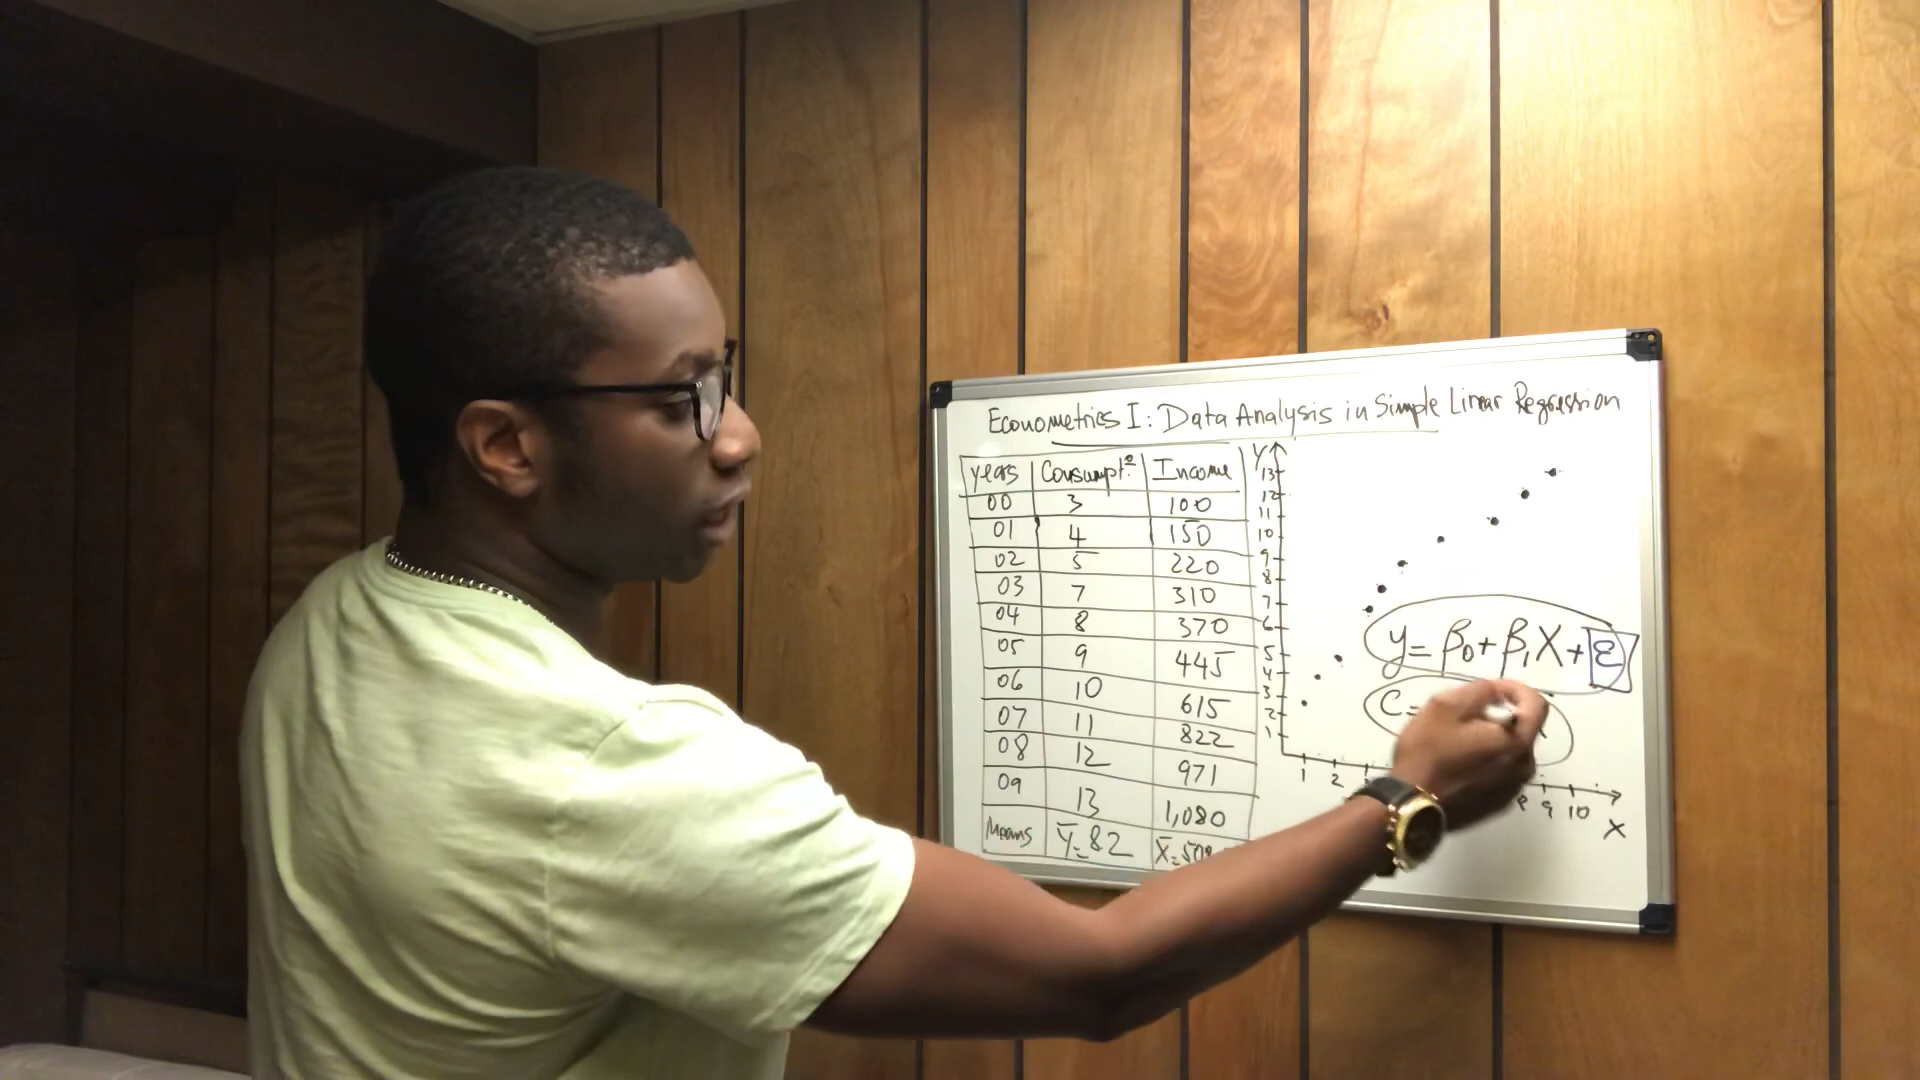 Econometrics I: Data Analysis in Simple Linear Regression
years Consumptº. Income
00 3 100
01 4 150
02 5 220
03 7 310
04 8 370
05 9 445
06 10 615
07 11 822
08 12 971
09 13 1,080
Means Y̅=82 X̅=508
Y
13
12
11
10
9
8
7
6
5
4
3
2
1
y=β₀+β₁X+ε
C=
1 2 8 9 10
X